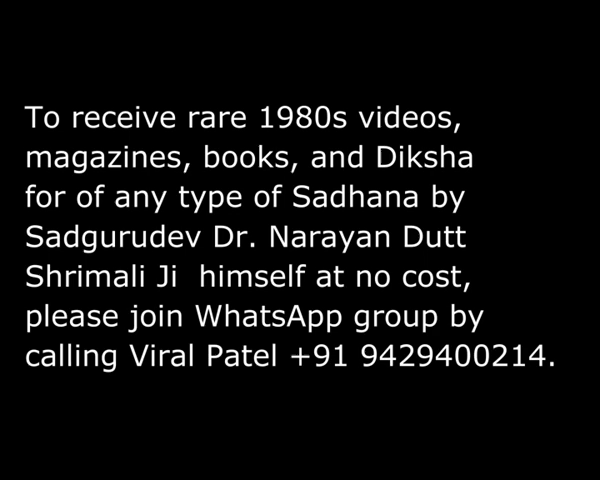 To receive rare 1980s videos,
magazines, books, and Diksha
for of any type of Sadhana by
Sadgurudev Dr. Narayan Dutt
Shrimali Ji  himself at no cost,
please join WhatsApp group by
calling Viral Patel +91 9429400214.